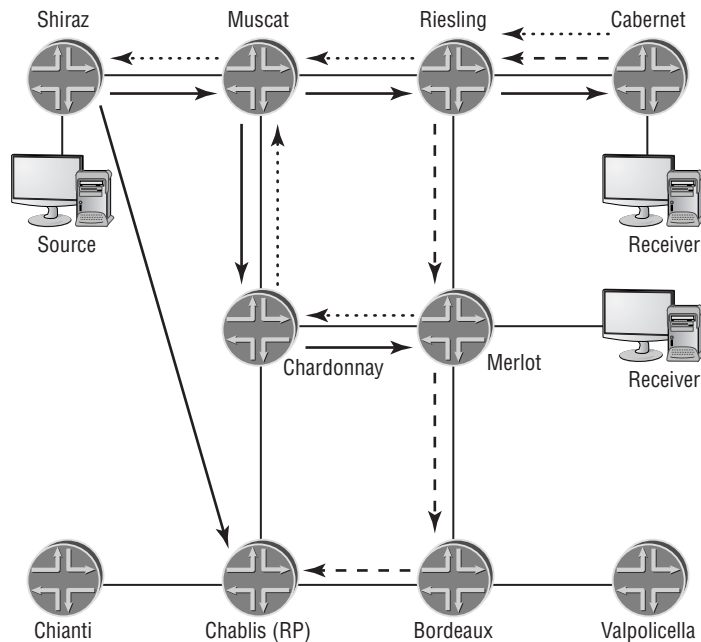 Shiraz
Muscat
Riesling
Cabernet
Source
Receiver
Chardonnay
Merlot
Receiver
Chianti
Chablis (RP)
Bordeaux
Valpolicella